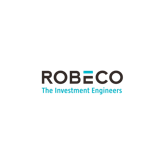 ROBECO
The Investment Engineers